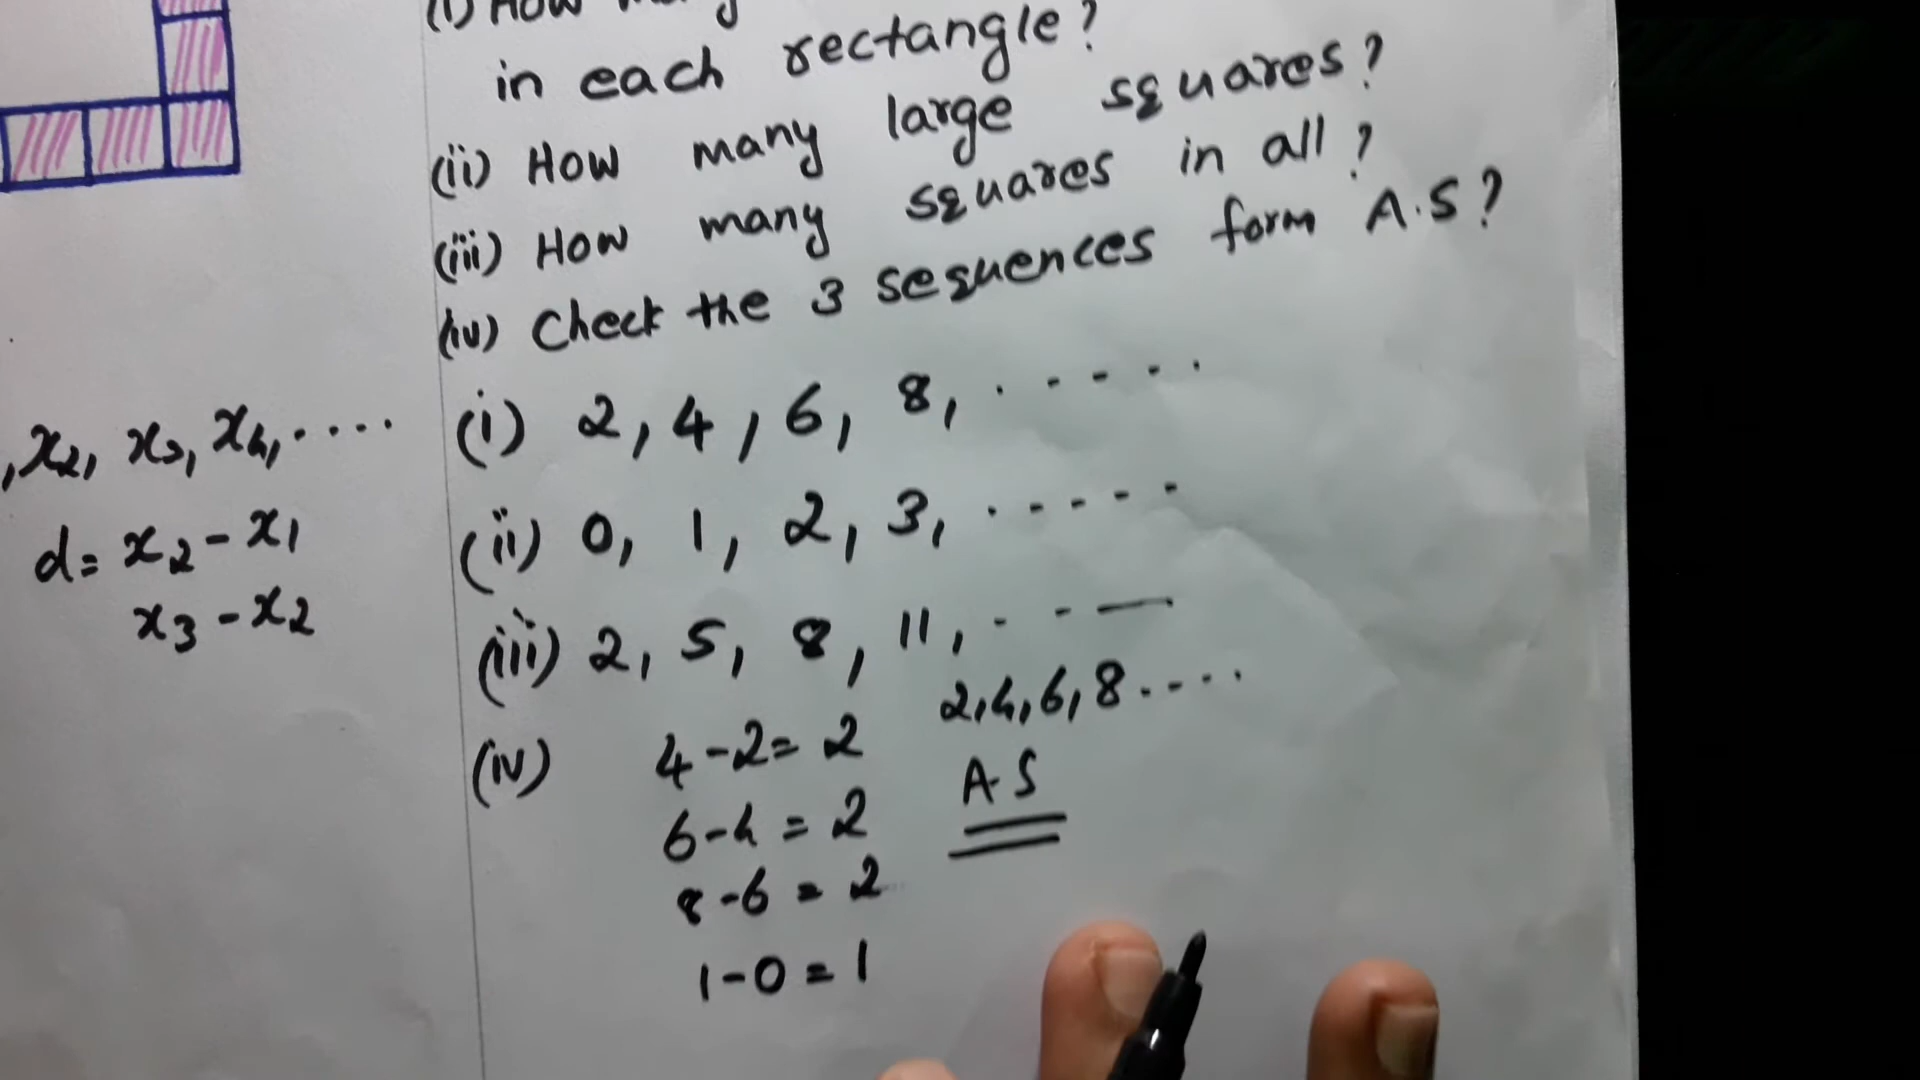 (i) How many
in each rectangle?
(ii) How many large squares?
(iii) How many squares in all?
(iv) Check the 3 sequences form A.S?
(i) 2, 4, 6, 8, .....
(ii) 0, 1, 2, 3, .....
(iii) 2, 5, 8, 11, . - —
2,4,6,8....
(iv) 4-2=2
A.S
6-4=2
8-6=2
1-0=1
,x2, x3, x4,.....
d= x2-x1
x3-x2